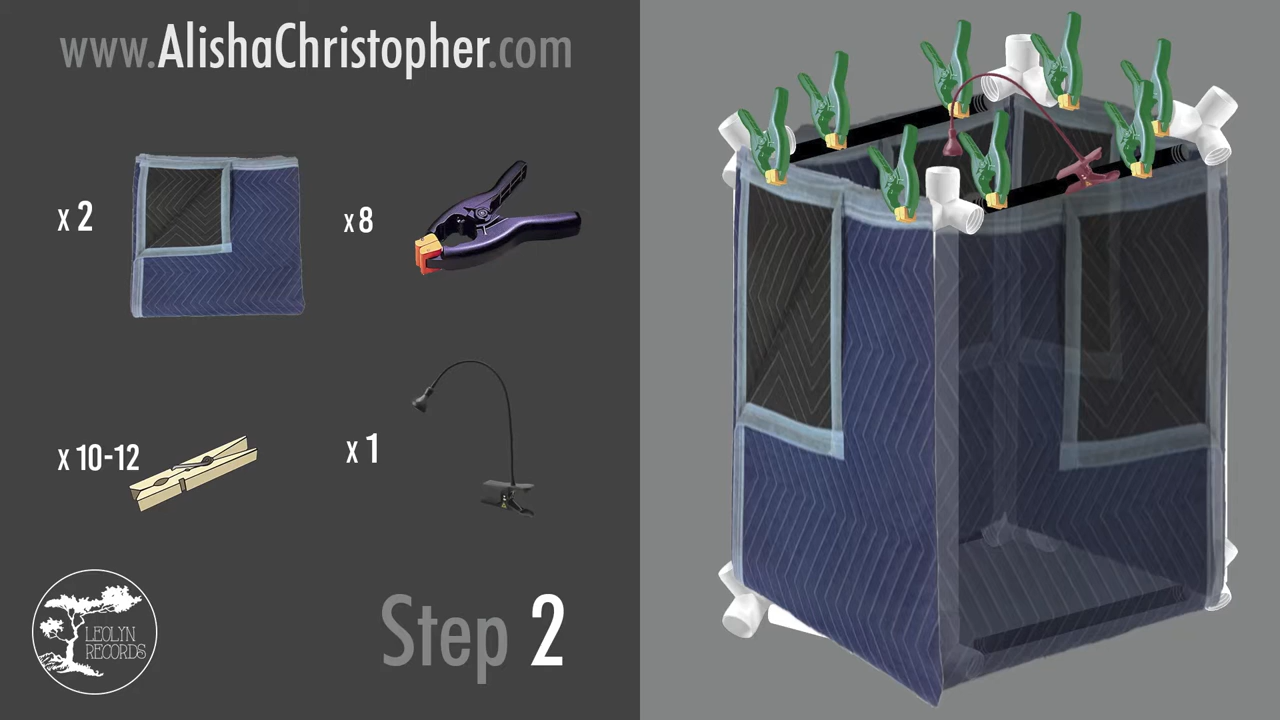 www.AlishaChristopher.com
x 2
x 8
x 10-12
x 1
LEOLYN
RECORDS
Step 2